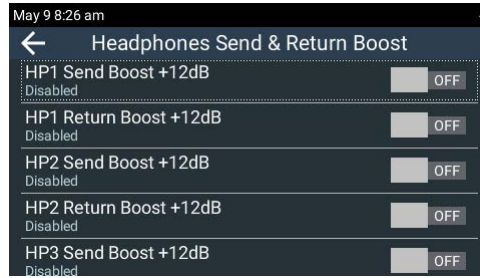 May 9 8:26 am
Headphones Send & Return Boost
HP1 Send Boost +12dB
OFF
Disabled
HP1 Return Boost +12dB
OFF
Disabled
HP2 Send Boost +12dB
OFF
Disabled
HP2 Return Boost +12dB
OFF
Disabled
HP3 Send Boost +12dB
OFF
Disabled